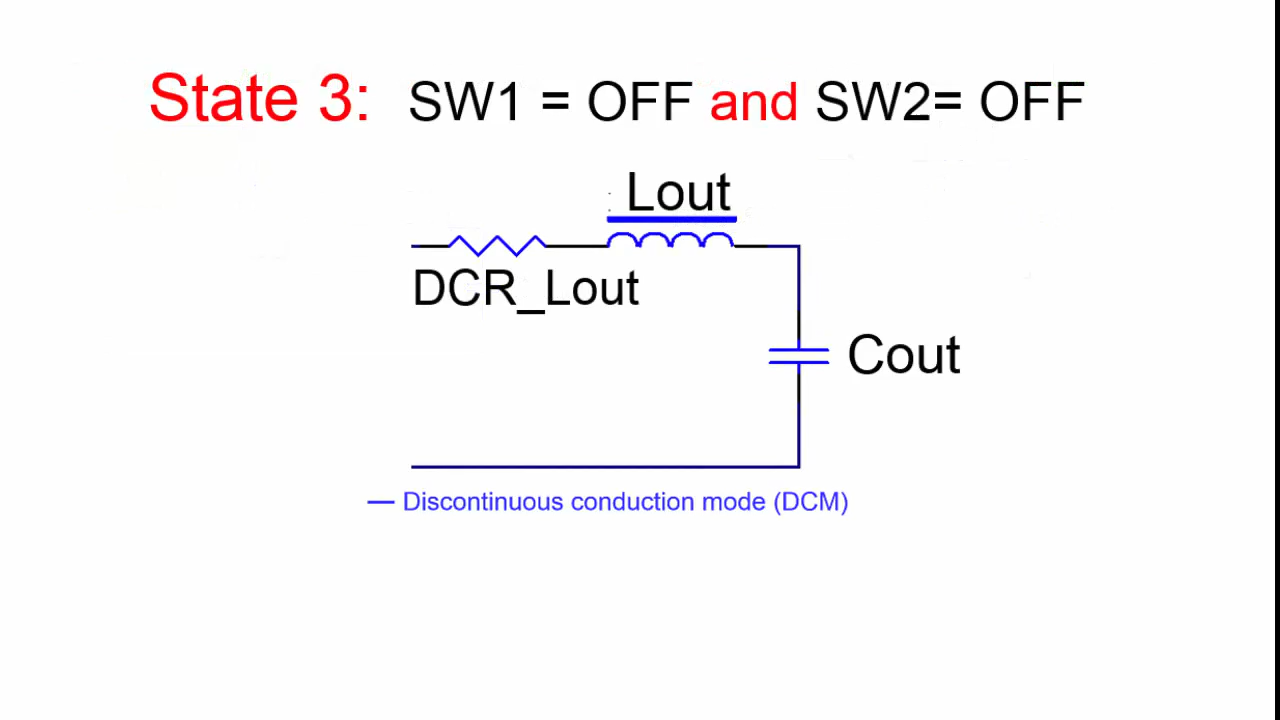 State 3: SW1 = OFF and SW2= OFF
Lout
DCR_Lout
Cout
— Discontinuous conduction mode (DCM)